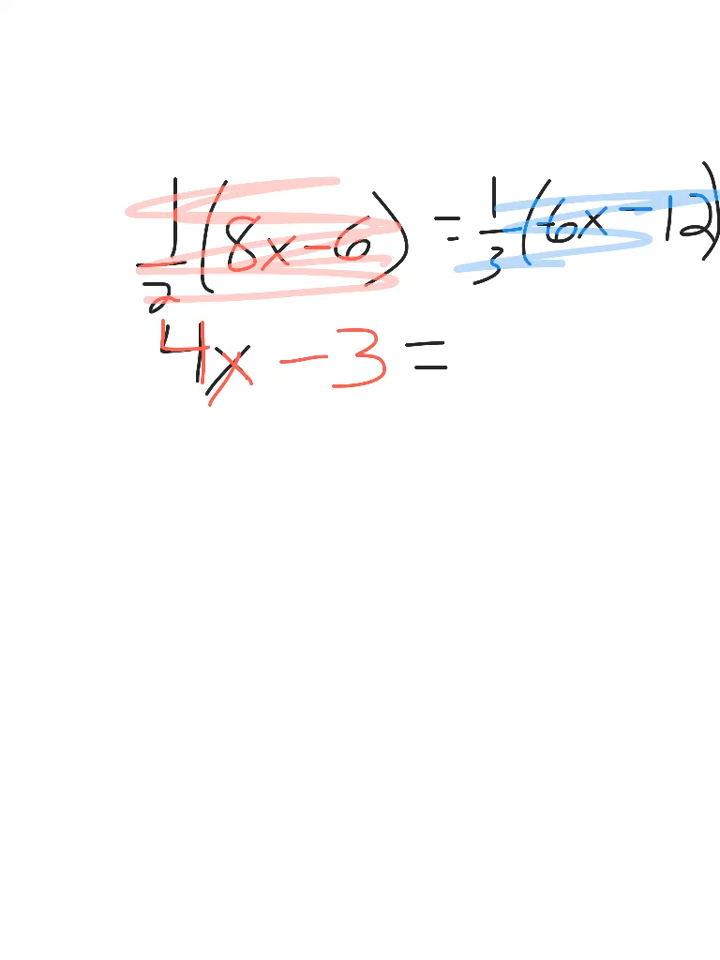 1/2(8x-6) = 1/3(-6x-12)
4x-3=